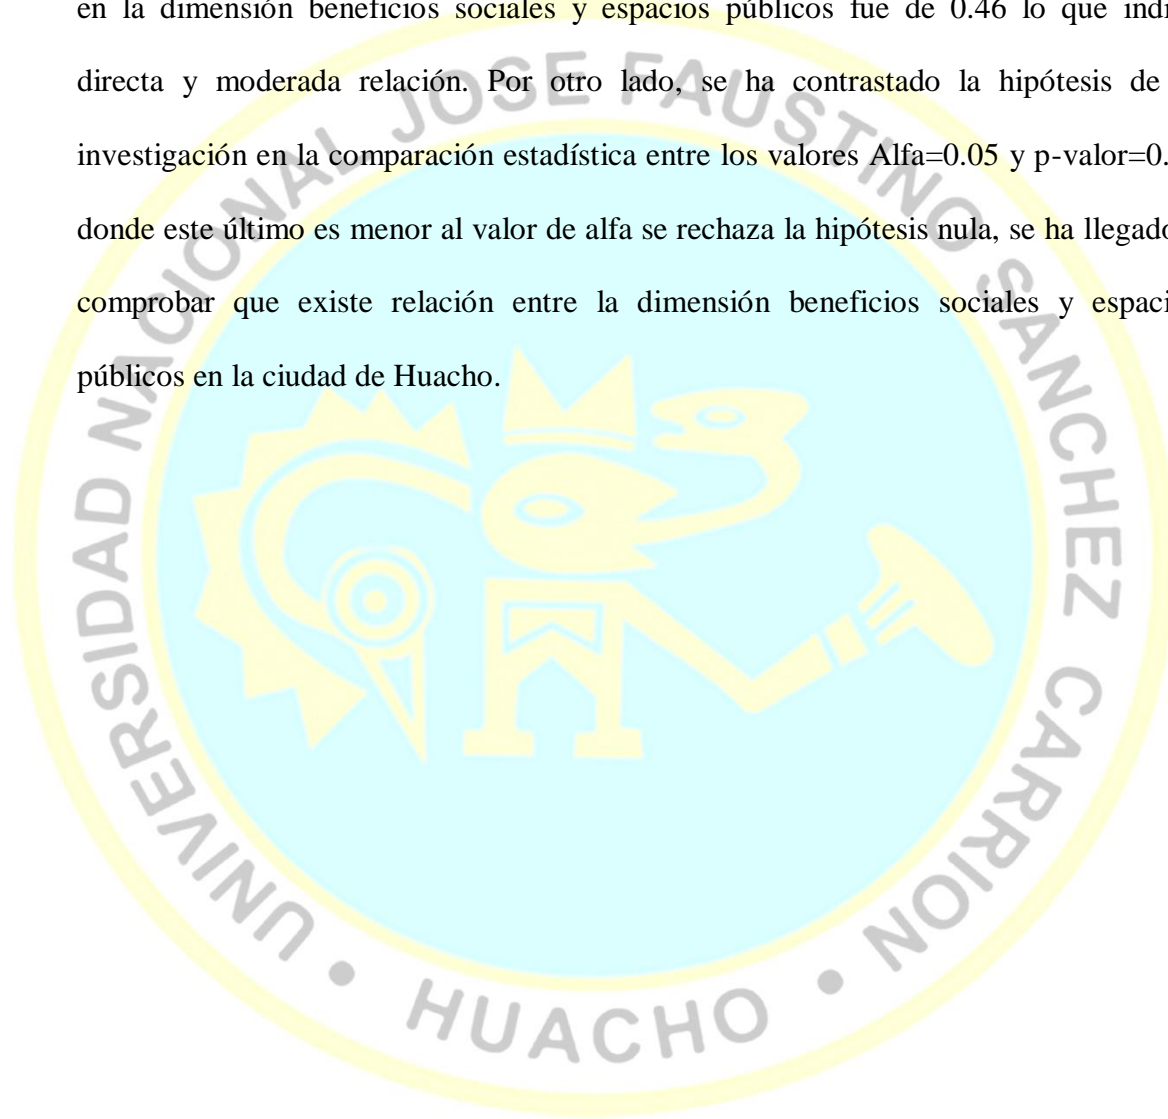 en la dimensión beneficios sociales y espacios públicos fue de 0.46 lo que
directa y moderada relación. Por otro lado, se ha contrastado la hipótesis de
investigación en la comparación estadística entre los valores Alfa=0.05 y p-valor=0.
donde este último es menor al valor de alfa se rechaza la hipótesis nula, se ha llegado
comprobar que existe relación entre la dimensión beneficios sociales y
públicos en la ciudad de Huacho.
UNIVERSIDAD NACIONAL JOSE FAUSTINO SANCHEZ CARRION • HUACHO •